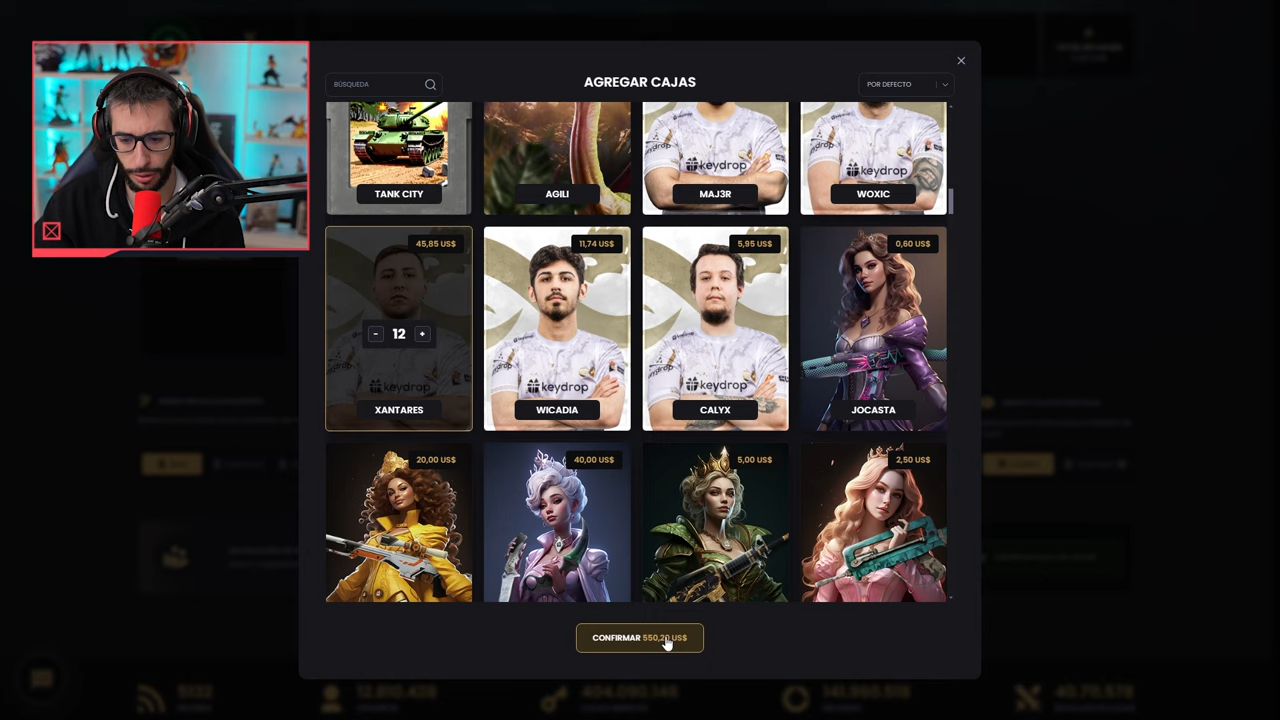 BÚSQUEDA
AGREGAR CAJAS
POR DEFECTO
TANK CITY
AGILI
keydrop
MAJ3R
keydrop
WOXIC
45,85 US$
- 12 +
keydrop
XANTARES
11,74 US$
keydrop
WICADIA
5,95 US$
keydrop
CALYX
0,60 US$
JOCASTA
20,00 US$
40,00 US$
5,00 US$
2,50 US$
CONFIRMAR 550,20 US$